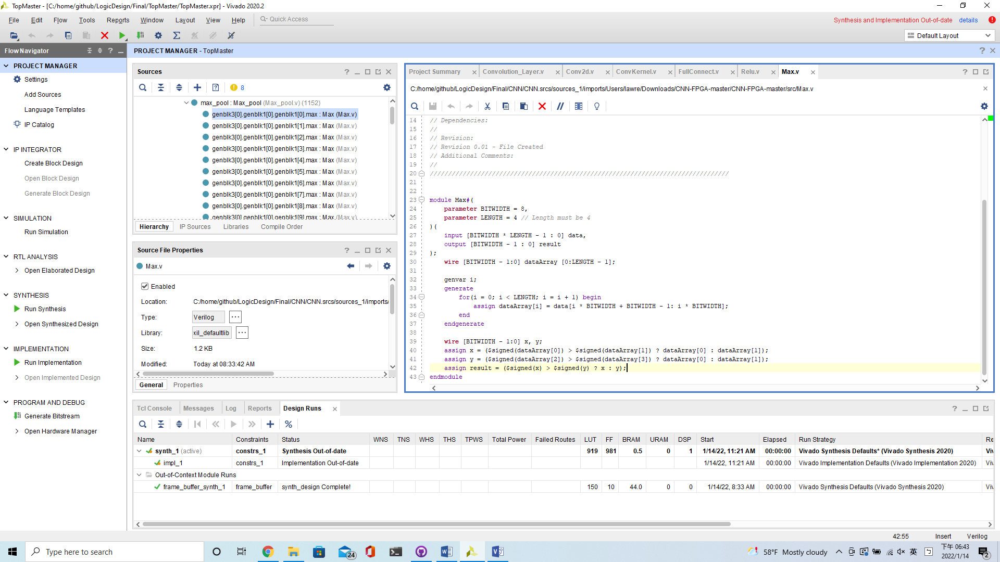 TopMaster - [C:/home/github/LogicDesign/Final/TopMaster/TopMaster.xpr] - Vivado 2020.2
File Edit Flow Tools Reports Window Layout View Help Quick Access
Synthesis and Implementation Out-of-date details
Default Layout
Flow Navigator
PROJECT MANAGER
Settings
Add Sources
Language Templates
IP Catalog
IP INTEGRATOR
Create Block Design
Open Block Design
Generate Block Design
SIMULATION
Run Simulation
RTL ANALYSIS
Open Elaborated Design
SYNTHESIS
Run Synthesis
Open Synthesized Design
IMPLEMENTATION
Run Implementation
Open Implemented Design
PROGRAM AND DEBUG
Generate Bitstream
Open Hardware Manager
PROJECT MANAGER - TopMaster
Sources
8
max_pool : Max_pool (Max_pool.v) (1152)
genblk3[0].genblk1[0].genblk1[0].max : Max (Max.v)
genblk3[0].genblk1[0].genblk1[1].max : Max (Max.v)
genblk3[0].genblk1[0].genblk1[2].max : Max (Max.v)
genblk3[0].genblk1[0].genblk1[3].max : Max (Max.v)
genblk3[0].genblk1[0].genblk1[4].max : Max (Max.v)
genblk3[0].genblk1[0].genblk1[5].max : Max (Max.v)
genblk3[0].genblk1[0].genblk1[6].max : Max (Max.v)
genblk3[0].genblk1[0].genblk1[7].max : Max (Max.v)
genblk3[0].genblk1[0].genblk1[8].max : Max (Max.v)
genblk3[0].genblk1[0].genblk1[9].max : Max (Max.v)
Hierarchy IP Sources Libraries Compile Order
Source File Properties
Max.v
Enabled
Location: C:/home/github/LogicDesign/Final/CNN/CNN.srcs/sources_1/imports/
Type: Verilog
Library: xil_defaultlib
Size: 1.2 KB
Modified: Today at 08:33:42 AM
General Properties
Project Summary Convolution_Layer.v Conv2d.v ConvKernel.v FullConnect.v Relu.v Max.v
C:/home/github/LogicDesign/Final/CNN/CNN.srcs/sources_1/imports/Users/lawre/Downloads/CNN-FPGA-master/CNN-FPGA-master/src/Max.v
14 // Dependencies:
15 //
16 // Revision:
17 // Revision 0.01 - File Created
18 // Additional Comments:
19 //
20 //////////////////////////////////////////////////////////////////////////////////
21
22
23 module Max#(
24     parameter BITWIDTH = 8,
25     parameter LENGTH = 4 // Length must be 4
26 )(
27     input [BITWIDTH * LENGTH - 1 : 0] data,
28     output [BITWIDTH - 1 : 0] result
29 );
30     wire [BITWIDTH - 1:0] dataArray [0:LENGTH - 1];
31
32     genvar i;
33     generate
34         for(i = 0; i < LENGTH; i = i + 1) begin
35             assign dataArray[i] = data[i * BITWIDTH + BITWIDTH - 1: i * BITWIDTH];
36         end
37     endgenerate
38
39     wire [BITWIDTH - 1:0] x, y;
40     assign x = ($signed(dataArray[0]) > $signed(dataArray[1]) ? dataArray[0] : dataArray[1]);
41     assign y = ($signed(dataArray[2]) > $signed(dataArray[3]) ? dataArray[0] : dataArray[1]);
42     assign result = ($signed(x) > $signed(y) ? x : y);
43 endmodule
Tcl Console Messages Log Reports Design Runs
Name Constraints Status WNS TNS WHS THS TPWS Total Power Failed Routes LUT FF BRAM URAM DSP Start Elapsed Run Strategy Re
synth_1 (active) constrs_1 Synthesis Out-of-date 919 981 0.5 0 1 1/14/22, 11:21 AM 00:00:00 Vivado Synthesis Defaults* (Vivado Synthesis 2020) Viv
impl_1 constrs_1 Implementation Out-of-date 1/14/22, 11:21 AM 00:00:00 Vivado Implementation Defaults (Vivado Implementation 2020) Viv
Out-of-Context Module Runs
frame_buffer_synth_1 frame_buffer synth_design Complete! 150 10 44.0 0 0 1/14/22, 8:33 AM 00:00:00 Vivado Synthesis Defaults (Vivado Synthesis 2020) Viv
42:55 Insert Verilog
Type here to search
24
58°F Mostly cloudy
英
下午 06:43
2022/1/14
2